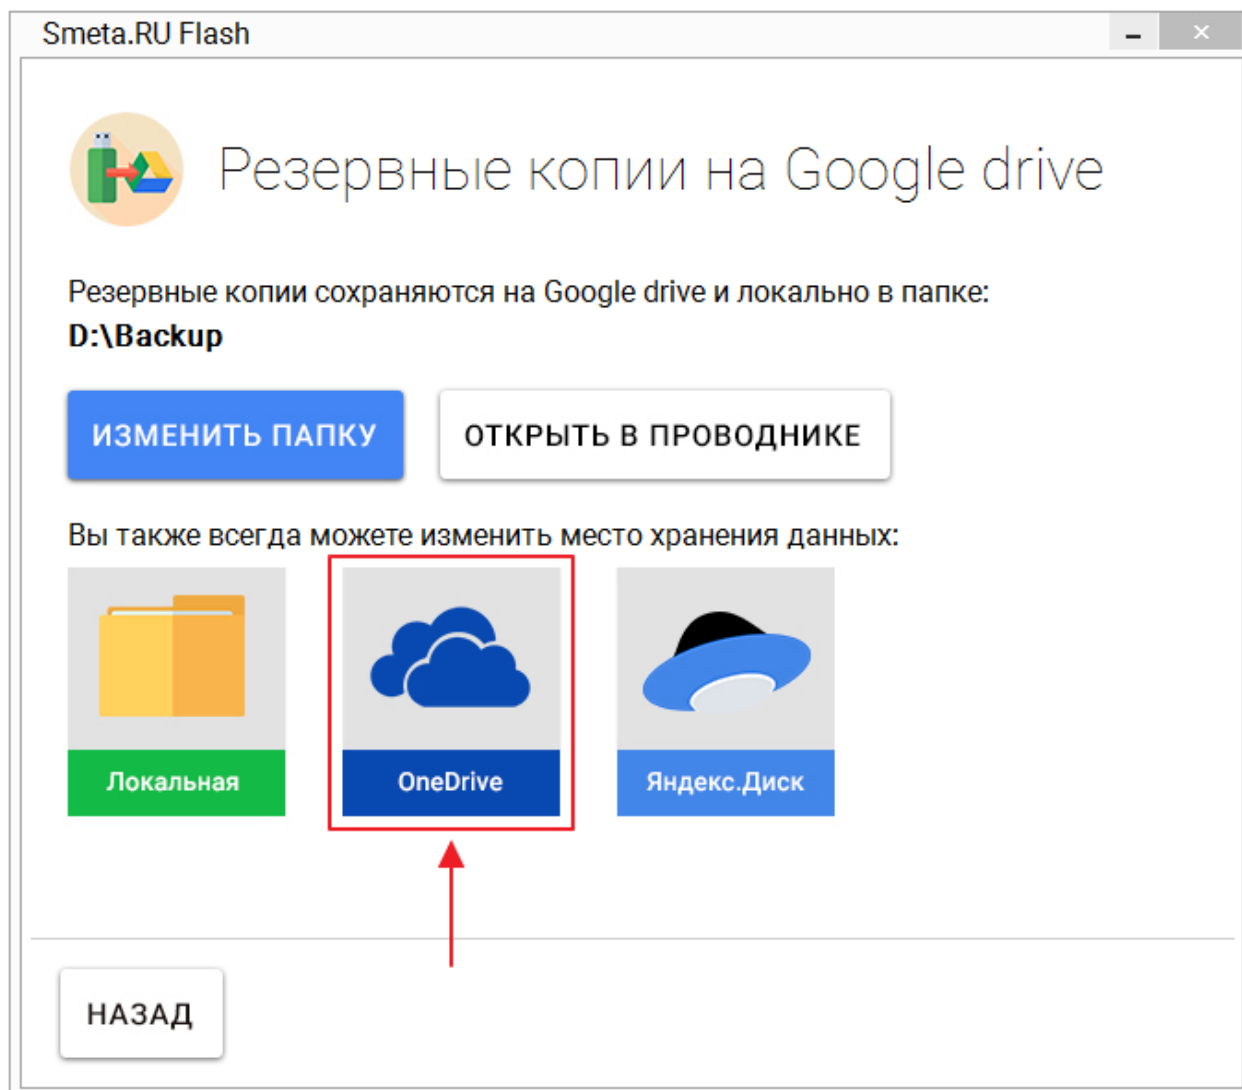 Smeta.RU Flash
Резервные копии на Google drive
Резервные копии сохраняются на Google drive и локально в папке:
D:\Backup
ИЗМЕНИТЬ ПАПКУ
ОТКРЫТЬ В ПРОВОДНИКЕ
Вы также всегда можете изменить место хранения данных:
Локальная
OneDrive
Яндекс.Диск
НАЗАД